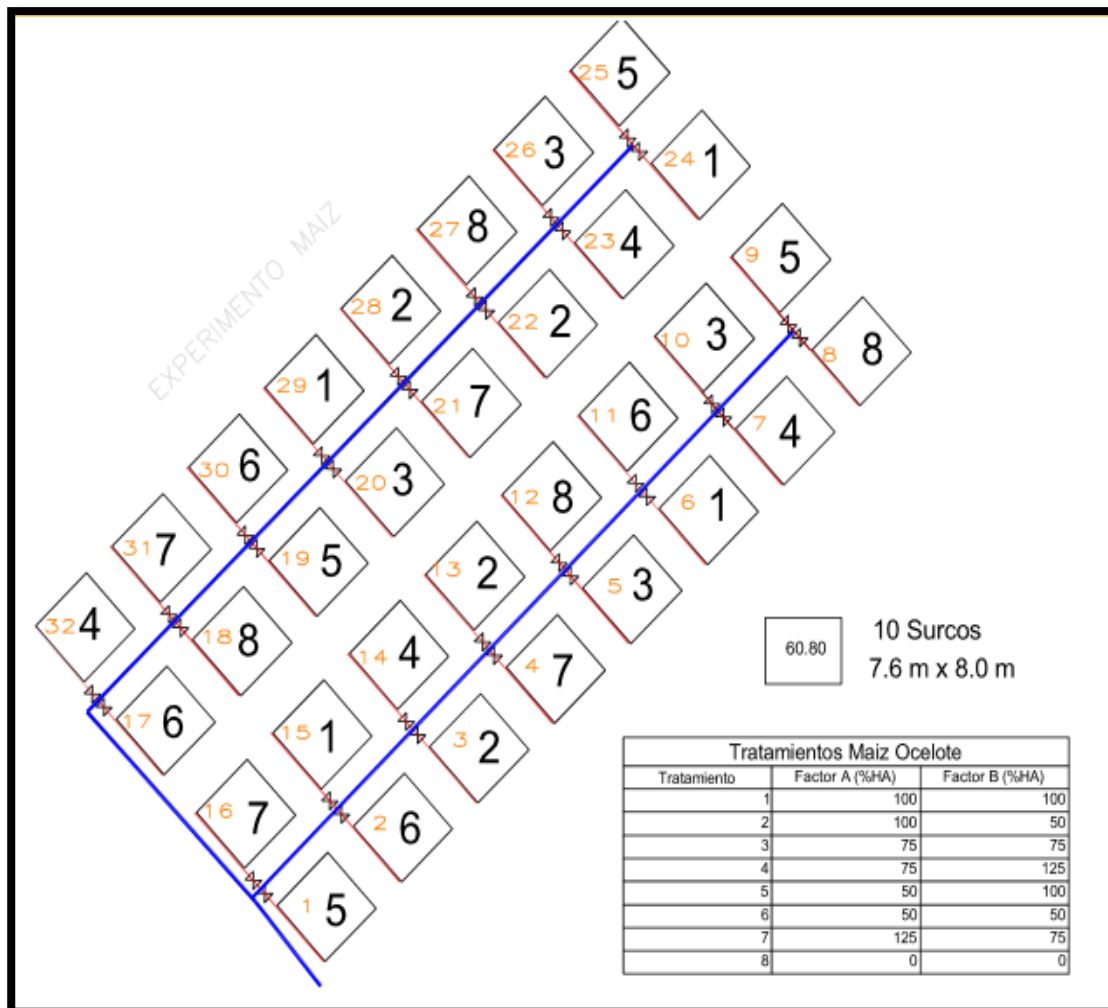 25 5
26 3
24 1
27 8
23 4
9 5
28 2
22 2
10 3
8 8
EXPERIMENTO MAIZ
29 1
21 7
11 6
7 4
30 6
20 3
12 8
6 1
31 7
19 5
13 2
5 3
32 4
18 8
14 4
4 7
17 6
15 1
3 2
16 7
2 6
1 5
60.80
10 Surcos
7.6 m x 8.0 m
Tratamientos Maiz Ocelote
Tratamiento Factor A (%HA) Factor B (%HA)
1 100 100
2 100 50
3 75 75
4 75 125
5 50 100
6 50 50
7 125 75
8 0 0